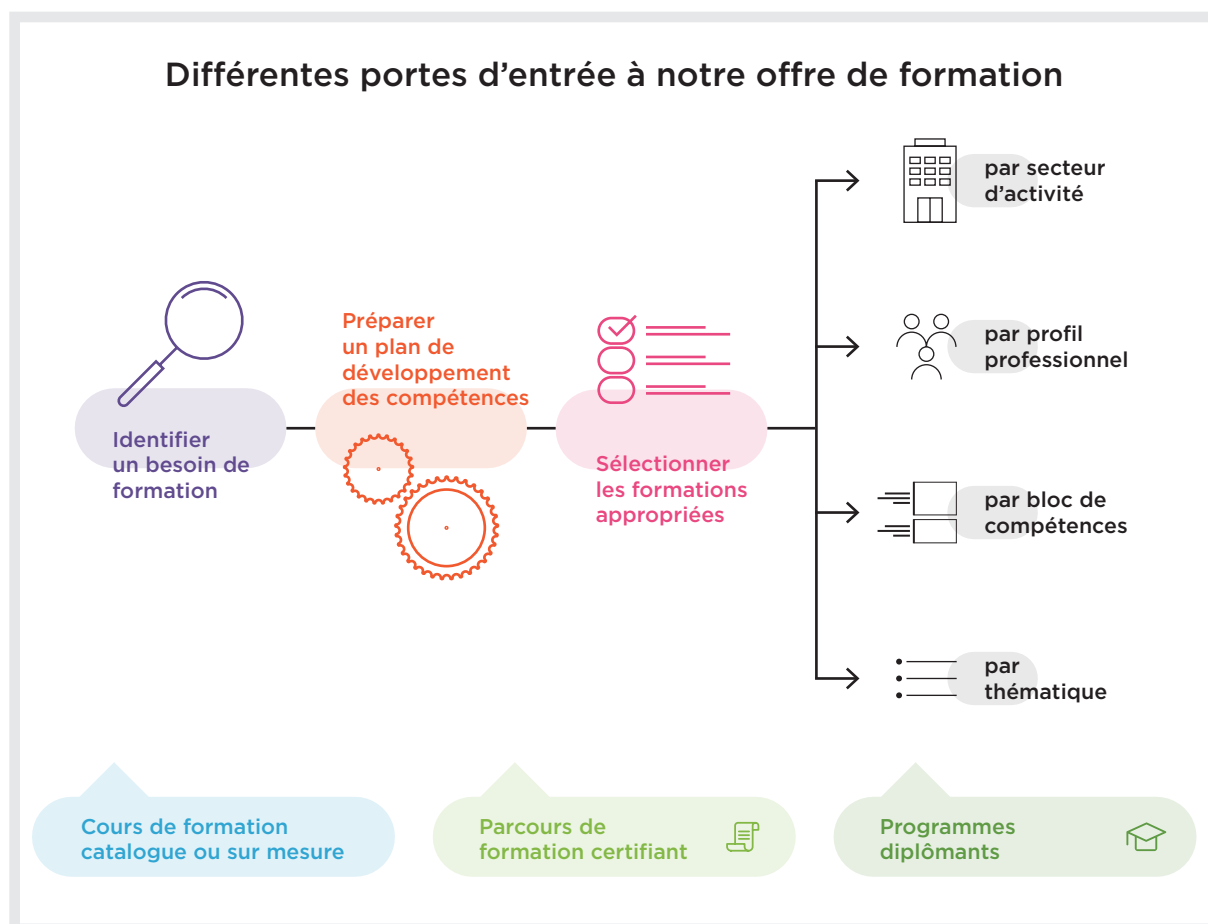 Différentes portes d'entrée à notre offre de formation
Identifier
un besoin de
formation
Préparer
un plan de
développement
des compétences
Sélectionner
les formations
appropriées
par secteur
d'activité
par profil
professionnel
par bloc de
compétences
par
thématique
Cours de formation
catalogue ou sur mesure
Parcours de
formation certifiant
Programmes
diplômants